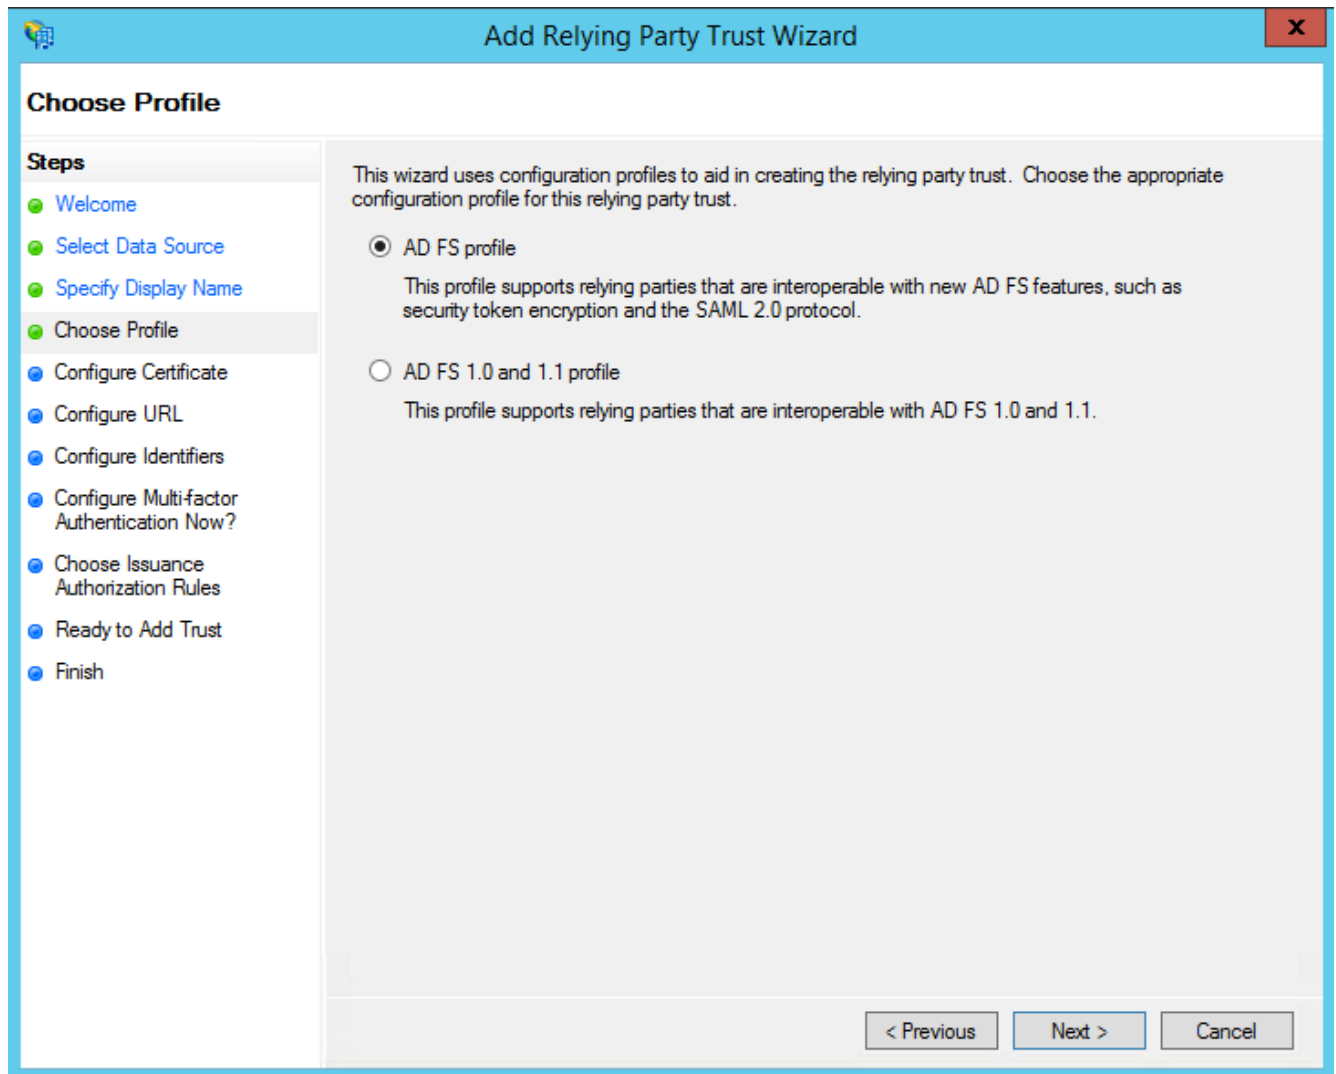 Add Relying Party Trust Wizard
X
Choose Profile
Steps
Welcome
Select Data Source
Specify Display Name
Choose Profile
Configure Certificate
Configure URL
Configure Identifiers
Configure Multi-factor
Authentication Now?
Choose Issuance
Authorization Rules
Ready to Add Trust
Finish
This wizard uses configuration profiles to aid in creating the relying party trust.  Choose the appropriate
configuration profile for this relying party trust.
AD FS profile
This profile supports relying parties that are interoperable with new AD FS features, such as
security token encryption and the SAML 2.0 protocol.
AD FS 1.0 and 1.1 profile
This profile supports relying parties that are interoperable with AD FS 1.0 and 1.1.
< Previous
Next >
Cancel